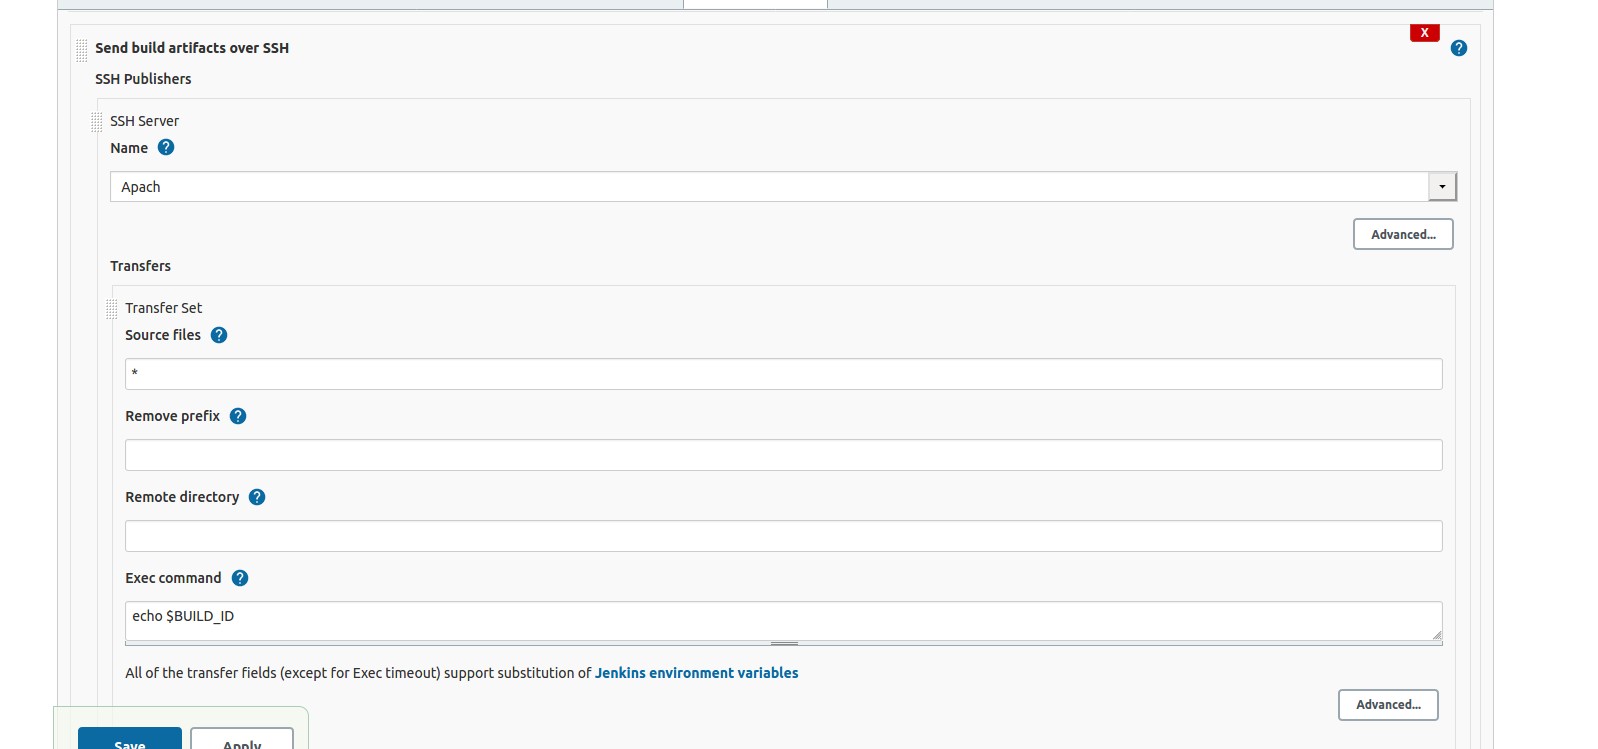 X
Send build artifacts over SSH ?
SSH Publishers
SSH Server
Name ?
Apach
Advanced...
Transfers
Transfer Set
Source files ?
*
Remove prefix ?
Remote directory ?
Exec command ?
echo $BUILD_ID
All of the transfer fields (except for Exec timeout) support substitution of Jenkins environment variables
Advanced...
Save Apply